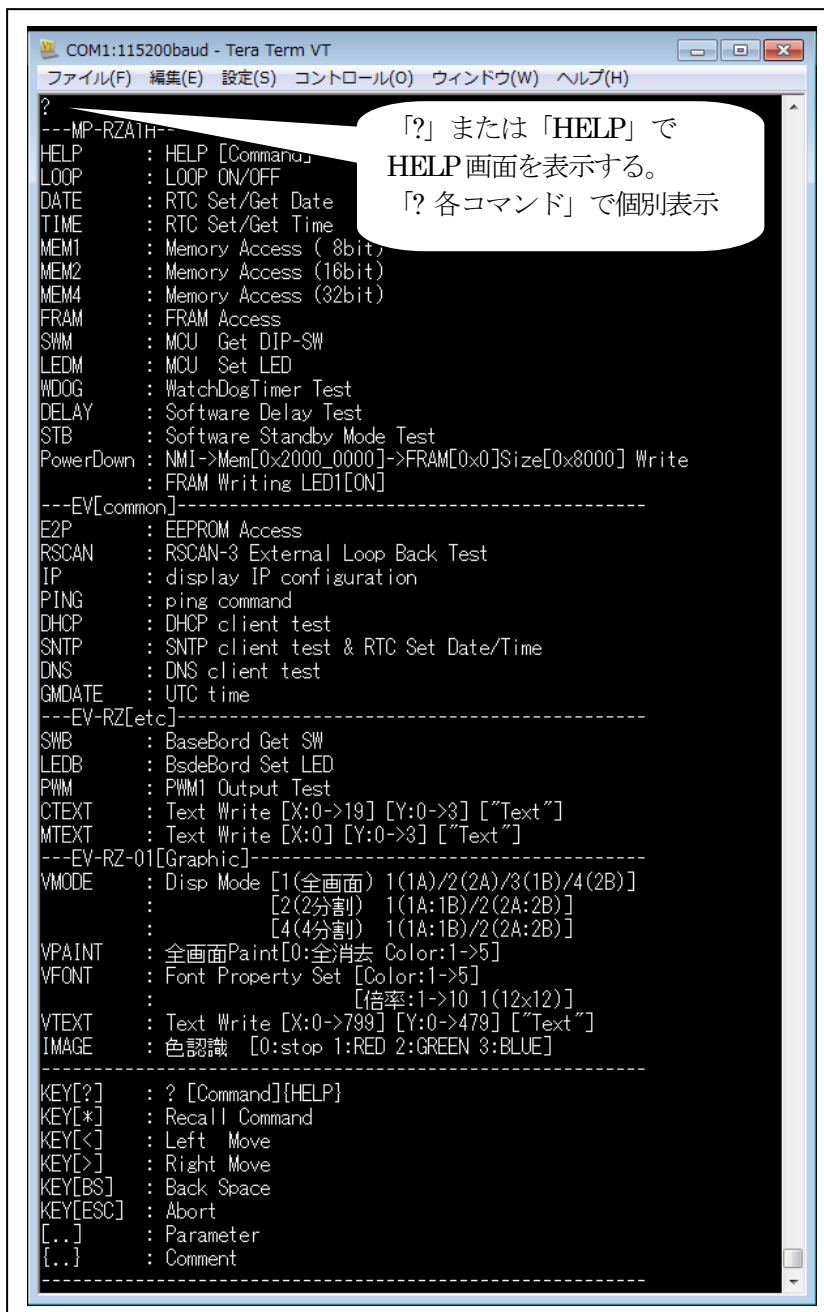 COM1:115200baud - Tera Term VT
ファイル(F) 編集(E) 設定(S) コントロール(O) ウィンドウ(W) ヘルプ(H)
?
「?」または「HELP」で
HELP画面を表示する。
「? 各コマンド」で個別表示
---MP-RZA1H--
HELP : HELP [Command]
LOOP : LOOP ON/OFF
DATE : RTC Set/Get Date
TIME : RTC Set/Get Time
MEM1 : Memory Access ( 8bit)
MEM2 : Memory Access (16bit)
MEM4 : Memory Access (32bit)
FRAM : FRAM Access
SWM : MCU Get DIP-SW
LEDM : MCU Set LED
WDOG : WatchDogTimer Test
DELAY : Software Delay Test
STB : Software Standby Mode Test
PowerDown : NMI->Mem[0x2000_0000]->FRAM[0x0]Size[0x8000] Write
: FRAM Writing LED1[ON]
---EV[common]--------------------------------------------
E2P : EEPROM Access
RSCAN : RSCAN-3 External Loop Back Test
IP : display IP configuration
PING : ping command
DHCP : DHCP client test
SNTP : SNTP client test & RTC Set Date/Time
DNS : DNS client test
GMDATE : UTC time
---EV-RZ[etc]--------------------------------------------
SWB : BaseBord Get SW
LEDB : BsdeBord Set LED
PWM : PWM1 Output Test
CTEXT : Text Write [X:0->19] [Y:0->3] ["Text"]
MTEXT : Text Write [X:0] [Y:0->3] ["Text"]
---EV-RZ-01[Graphic]-------------------------------------
VMODE : Disp Mode [1(全画面) 1(1A)/2(2A)/3(1B)/4(2B)]
: [2(2分割) 1(1A:1B)/2(2A:2B)]
: [4(4分割) 1(1A:1B)/2(2A:2B)]
VPAINT : 全画面Paint[0:全消去 Color:1->5]
VFONT : Font Property Set [Color:1->5]
: [倍率:1->10 1(12x12)]
VTEXT : Text Write [X:0->799] [Y:0->479] ["Text"]
IMAGE : 色認識 [0:stop 1:RED 2:GREEN 3:BLUE]
---------------------------------------------------------
KEY[?] : ? [Command]{HELP}
KEY[*] : Recall Command
KEY[<] : Left Move
KEY[>] : Right Move
KEY[BS] : Back Space
KEY[ESC] : Abort
[..] : Parameter
{..} : Comment
---------------------------------------------------------